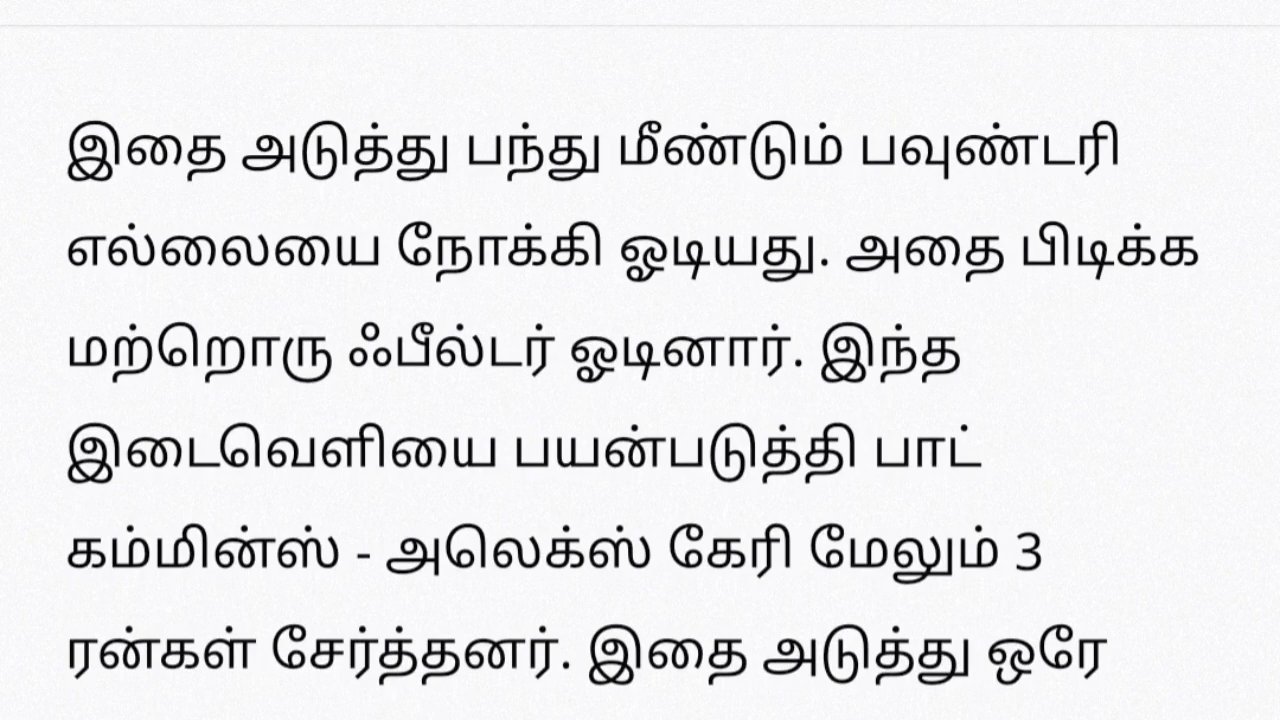 இதை அடுத்து பந்து மீண்டும் பவுண்டரி
எல்லையை நோக்கி ஓடியது. அதை பிடிக்க
மற்றொரு ஃபீல்டர் ஓடினார். இந்த
இடைவெளியை பயன்படுத்தி பாட்
கம்மின்ஸ் - அலெக்ஸ் கேரி மேலும் 3
ரன்கள் சேர்த்தனர். இதை அடுத்து ஒரே